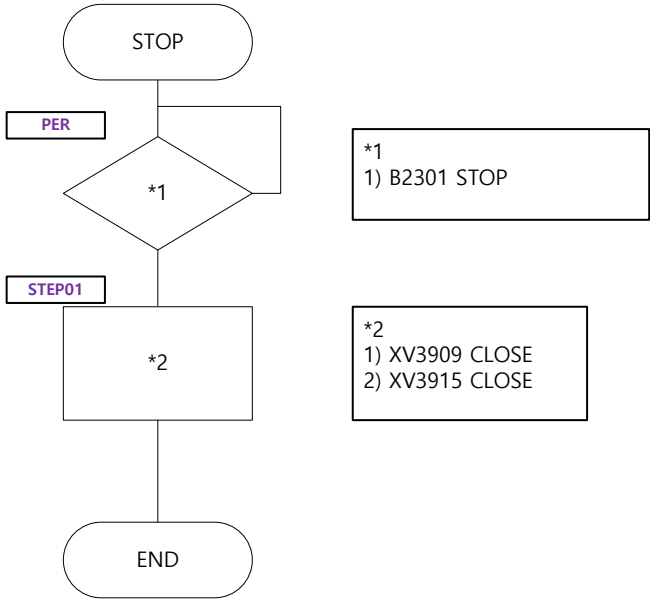 STOP
PER
*1
*1
1) B2301 STOP
STEP01
*2
*2
1) XV3909 CLOSE
2) XV3915 CLOSE
END